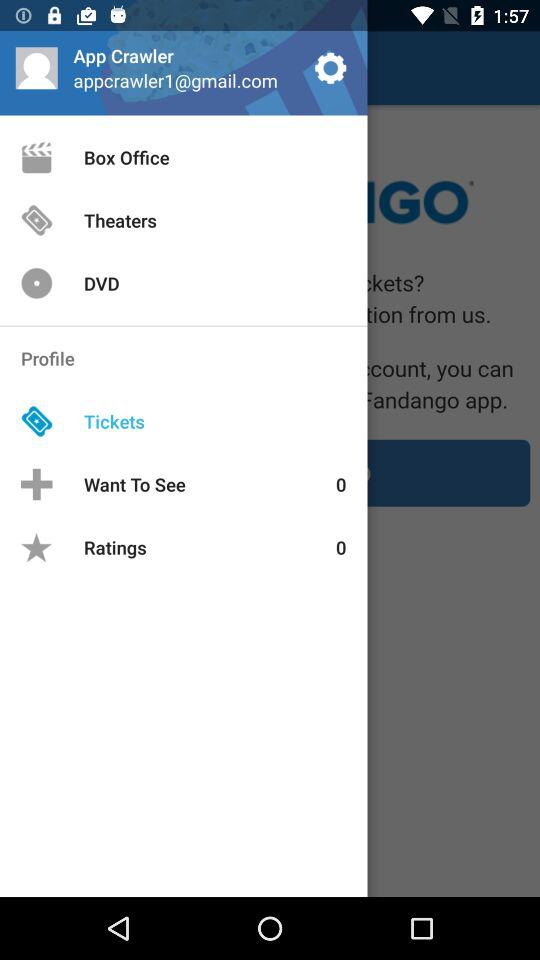 1:57
App Crawler
appcrawler1@gmail.com
Box Office
Theaters
DVD
Profile
Tickets
Want To See 0
Ratings 0
NGO
ckets?
tion from us.
ccount, you can
Fandango app.